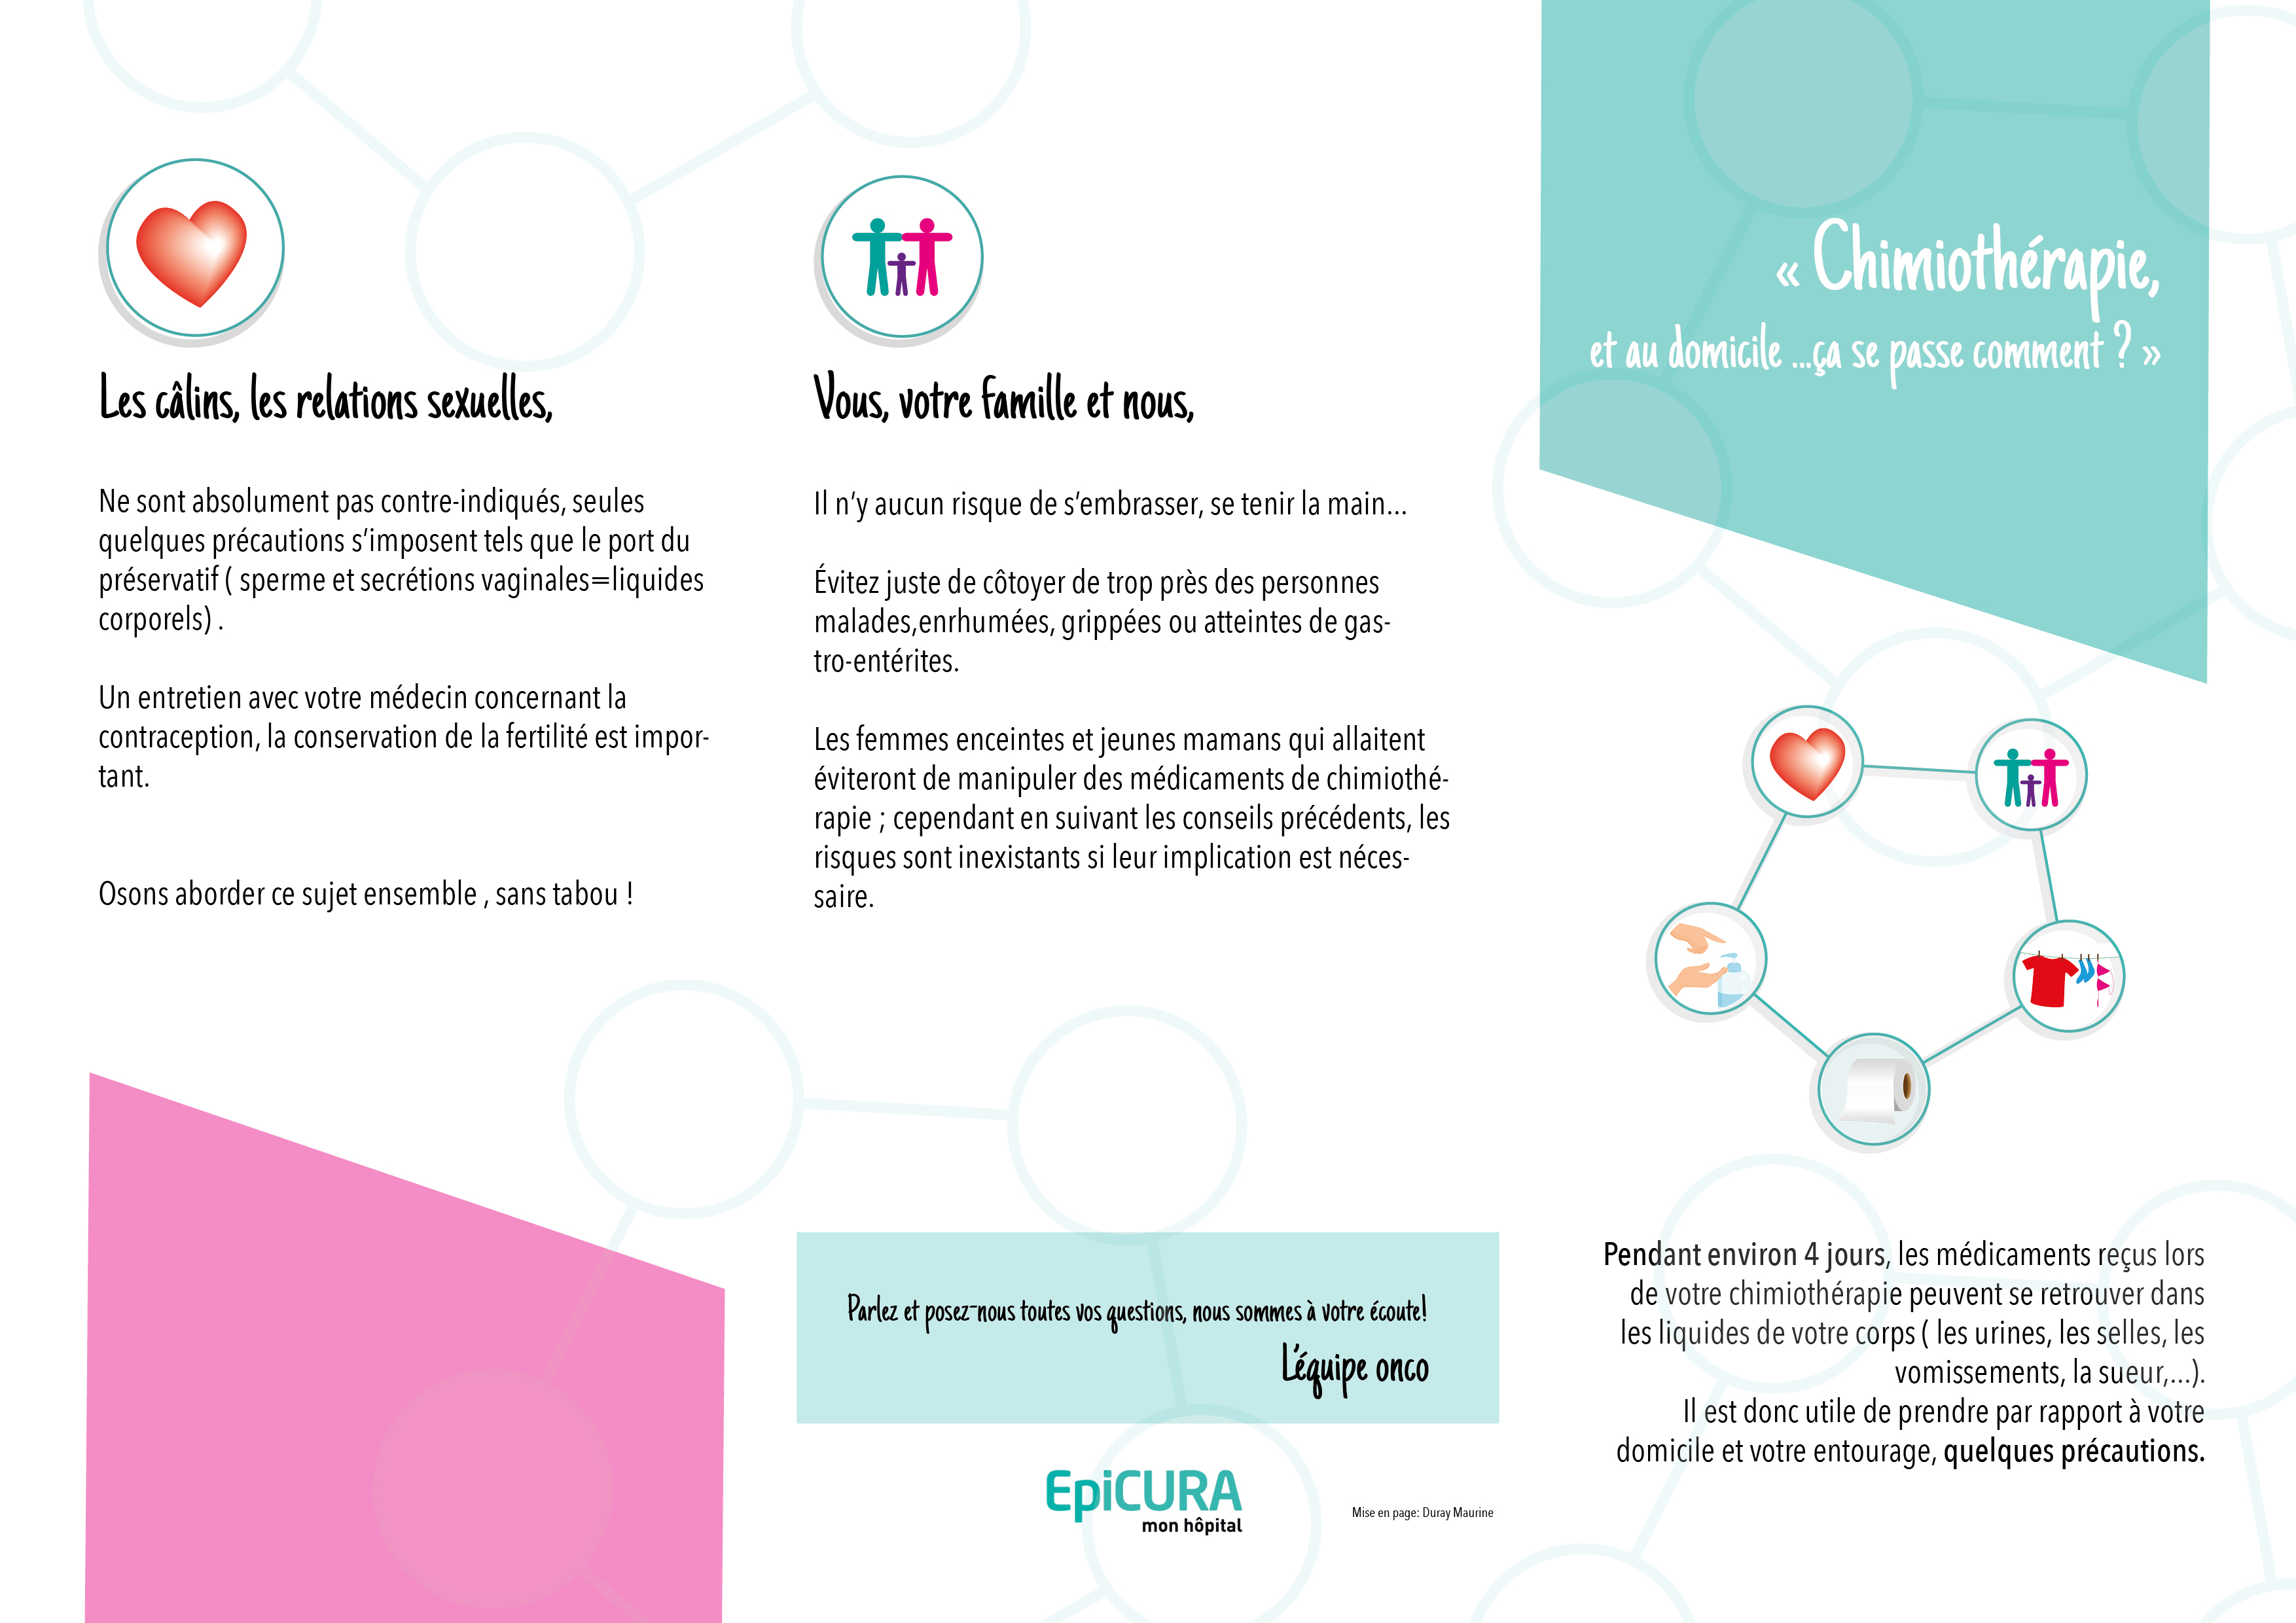 Les câlins, les relations sexuelles,
Ne sont absolument pas contre-indiqués, seules
quelques précautions s'imposent tels que le port du
préservatif ( sperme et secrétions vaginales=liquides
corporels) .
Un entretien avec votre médecin concernant la
contraception, la conservation de la fertilité est impor-
tant.
Osons aborder ce sujet ensemble , sans tabou !
Vous, votre famille et nous,
Il n'y aucun risque de s'embrasser, se tenir la main...
Évitez juste de côtoyer de trop près des personnes
malades,enrhumées, grippées ou atteintes de gas-
tro-entérites.
Les femmes enceintes et jeunes mamans qui allaitent
éviteront de manipuler des médicaments de chimiothé-
rapie ; cependant en suivant les conseils précédents, les
risques sont inexistants si leur implication est néces-
saire.
Parlez et posez-nous toutes vos questions, nous sommes à votre écoute!
L'équipe onco
EpiCURA
mon hôpital
Mise en page: Duray Maurine
« Chimiothérapie,
et au domicile ...ça se passe comment ? »
Pendant environ 4 jours, les médicaments reçus lors
de votre chimiothérapie peuvent se retrouver dans
les liquides de votre corps ( les urines, les selles, les
vomissements, la sueur,...).
Il est donc utile de prendre par rapport à votre
domicile et votre entourage, quelques précautions.